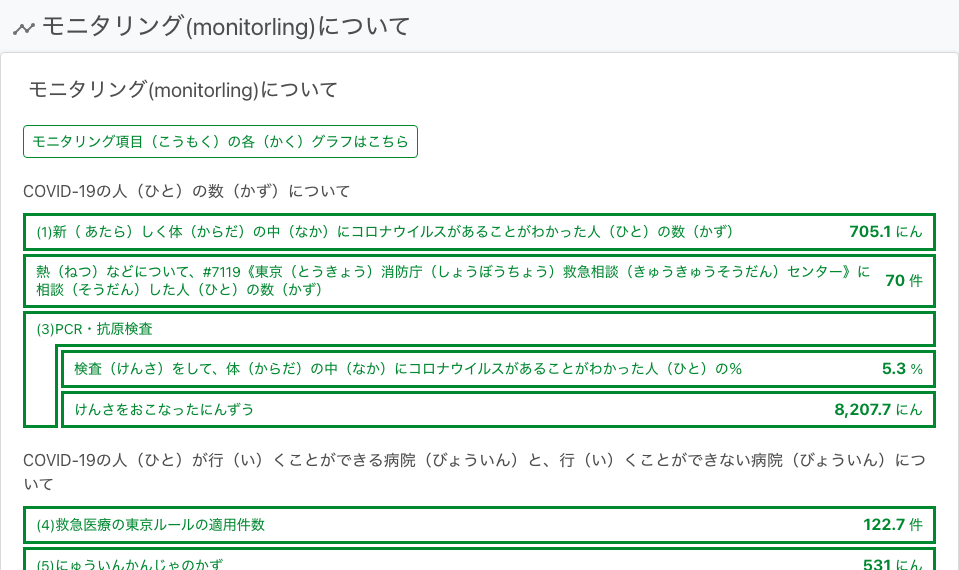 モニタリング(monitorling)について
モニタリング(monitorling)について
モニタリング項目（こうもく）の各（かく）グラフはこちら
COVID-19の人（ひと）の数（かず）について
(1)新（ あたら）しく体（からだ）の中（なか）にコロナウイルスがあることがわかった人（ひと）の数（かず） 705.1 にん
熱（ねつ）などについて、#7119《東京（とうきょう）消防庁（しょうぼうちょう）救急相談（きゅうきゅうそうだん）センター》に
相談（そうだん）した人（ひと）の数（かず） 70 件
(3)PCR・抗原検査
検査（けんさ）をして、体（からだ）の中（なか）にコロナウイルスがあることがわかった人（ひと）の% 5.3 %
けんさをおこなったにんずう 8,207.7 にん
COVID-19の人（ひと）が行（い）くことができる病院（びょういん）と、行（い）くことができない病院（びょういん）につ
いて
(4)救急医療の東京ルールの適用件数 122.7 件
(5)にゅういんかんじゃのかず 531 にん